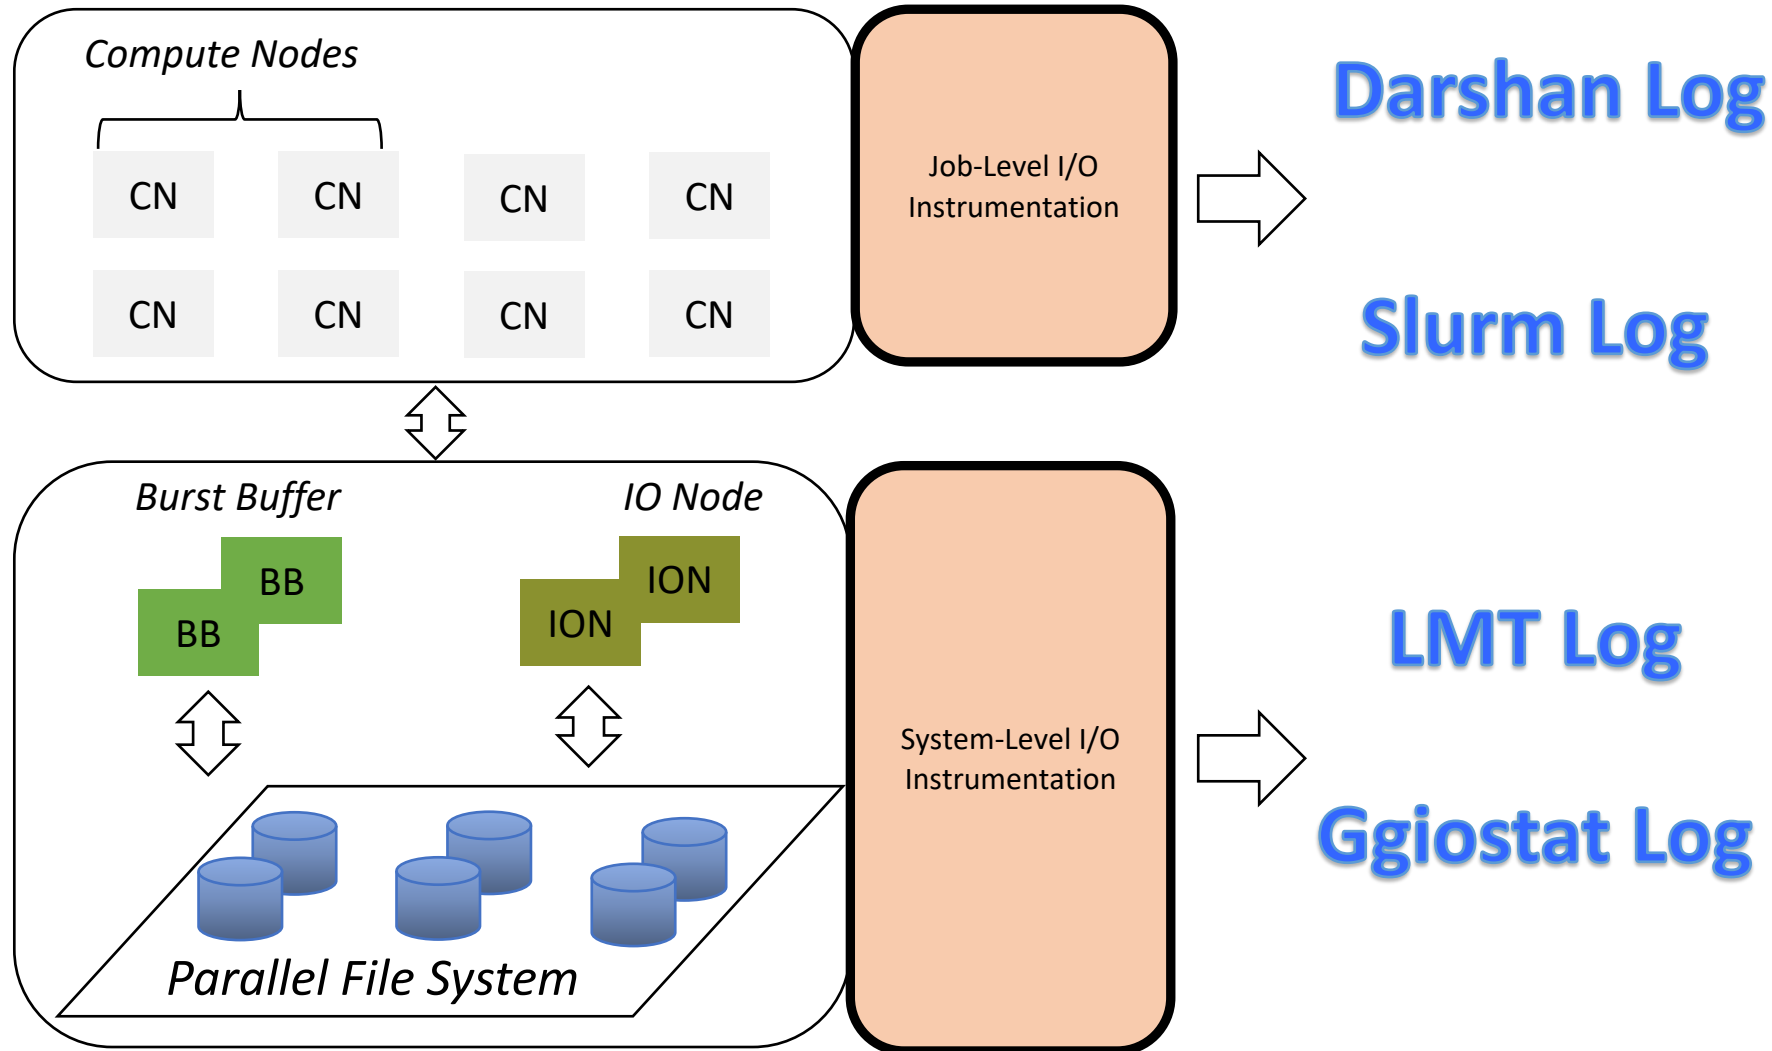 Compute Nodes
CN CN CN CN
CN CN CN CN
Job-Level I/O
Instrumentation
Darshan Log
Slurm Log
Burst Buffer
IO Node
BB
BB
ION
ION
Parallel File System
System-Level I/O
Instrumentation
LMT Log
Ggiostat Log